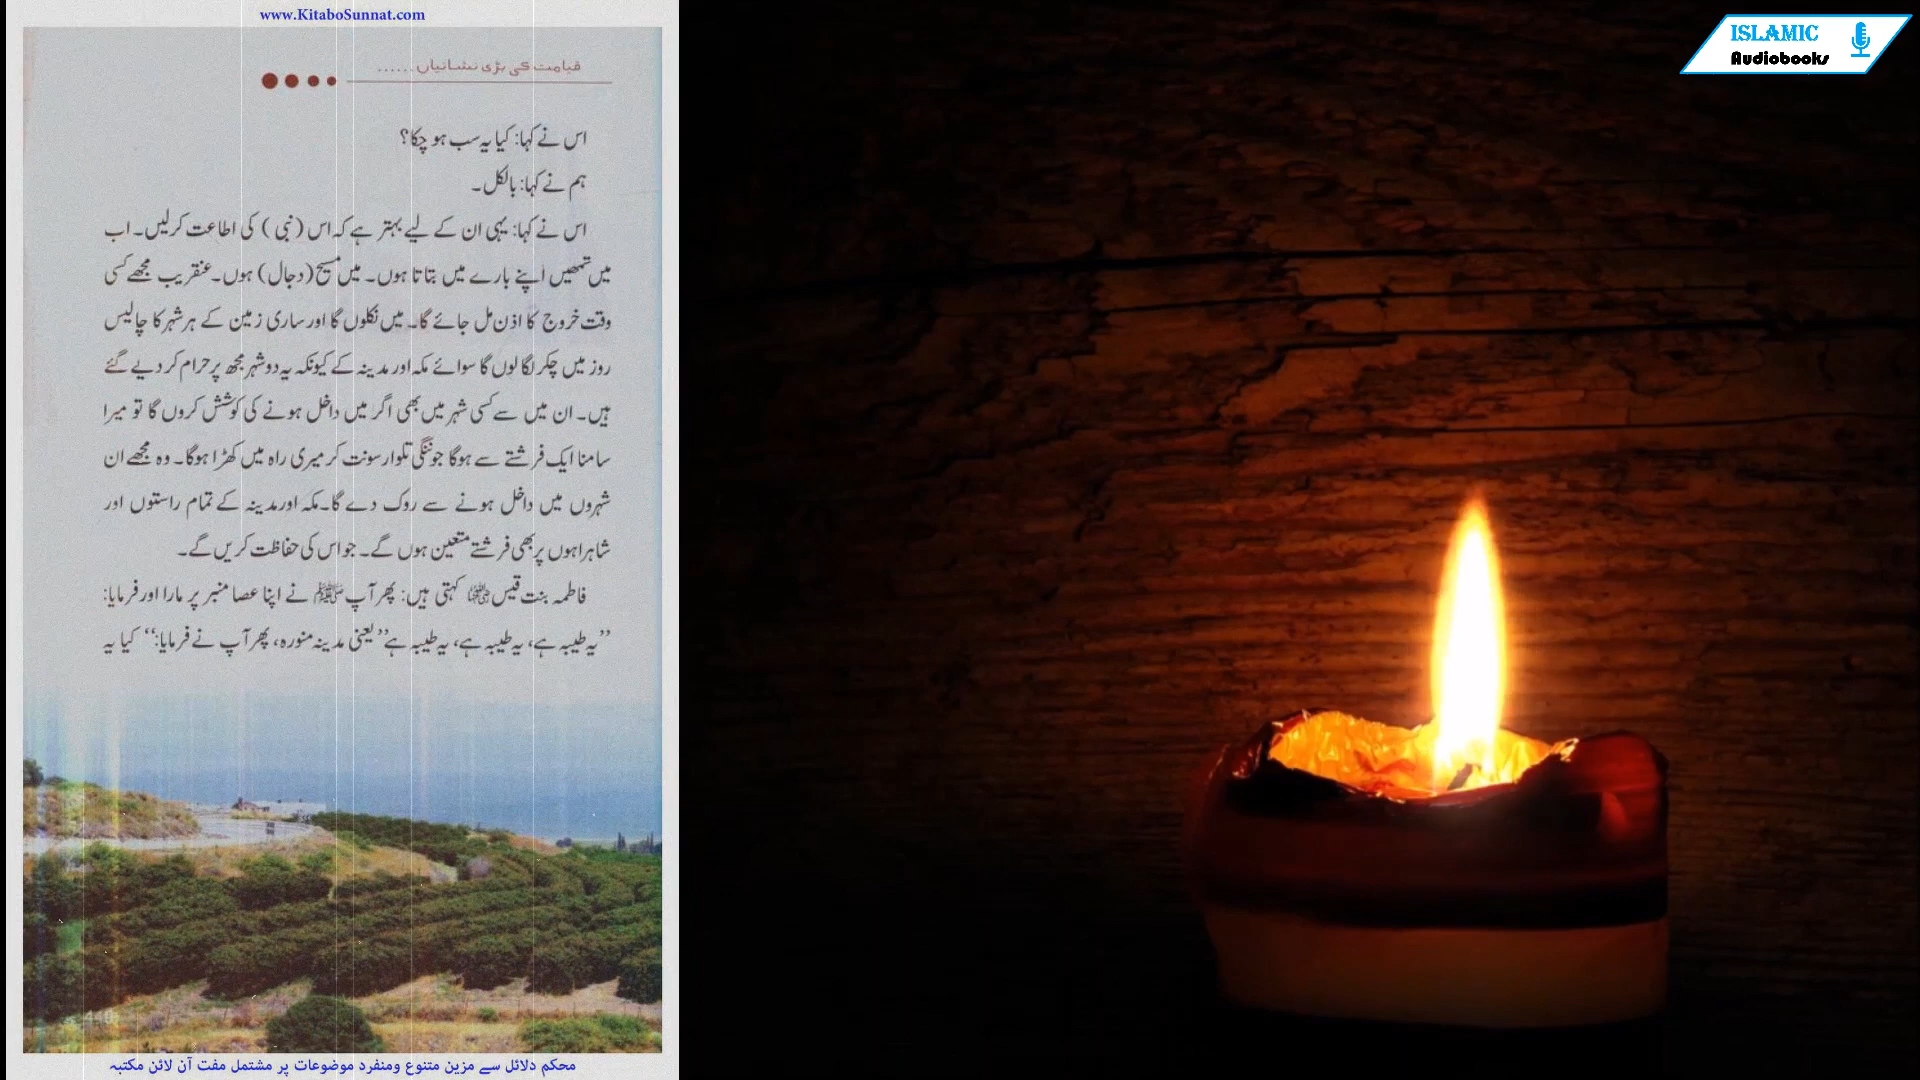 www.KitaboSunnat.com
ISLAMIC
Audiobooks
قیامت کی بڑی نشانیاں......
اس نے کہا: کیا یہ سب ہو چکا؟
ہم نے کہا: بالکل۔
اس نے کہا: یہی ان کے لیے بہتر ہے کہ اس (نبی) کی اطاعت کرلیں۔ اب
میں تمھیں اپنے بارے میں بتاتا ہوں۔ میں مسیح (دجال) ہوں۔ عنقریب مجھے کسی
وقت خروج کا اذن مل جائے گا۔ میں نکلوں گا اور ساری زمین کے ہر شہر کا چالیس
روز میں چکر لگا لوں گا سوائے مکہ اور مدینہ کے کیونکہ یہ دو شہر مجھ پر حرام کر دیے گئے
ہیں۔ ان میں سے کسی شہر میں بھی اگر میں داخل ہونے کی کوشش کروں گا تو میرا
سامنا ایک فرشتے سے ہوگا جو ننگی تلوار سونت کر میری راہ میں کھڑا ہوگا۔ وہ مجھے ان
شہروں میں داخل ہونے سے روک دے گا۔ مکہ اور مدینہ کے تمام راستوں اور
شاہراہوں پر بھی فرشتے متعین ہوں گے۔ جو اس کی حفاظت کریں گے۔
فاطمہ بنت قیس رضی اللہ عنہا کہتی ہیں: پھر آپ ﷺ نے اپنا عصا منبر پر مارا اور فرمایا:
’’یہ طیبہ ہے، یہ طیبہ ہے، یہ طیبہ ہے‘‘ یعنی مدینہ منورہ، پھر آپ نے فرمایا:‘‘ کیا یہ
440
محکم دلائل سے مزین متنوع ومنفرد موضوعات پر مشتمل مفت آن لائن مکتبہ